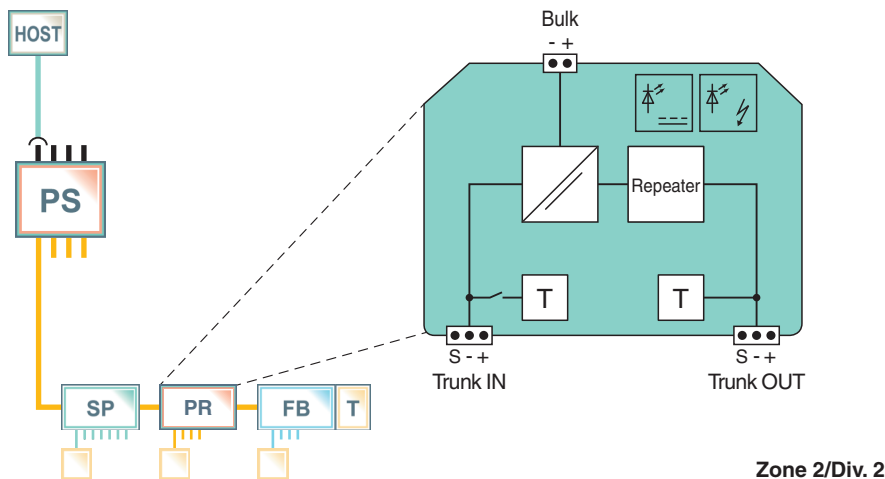 HOST
PS
SP
PR
FB
T
Bulk
- +
Repeater
T
T
S - +
Trunk IN
S - +
Trunk OUT
Zone 2/Div. 2